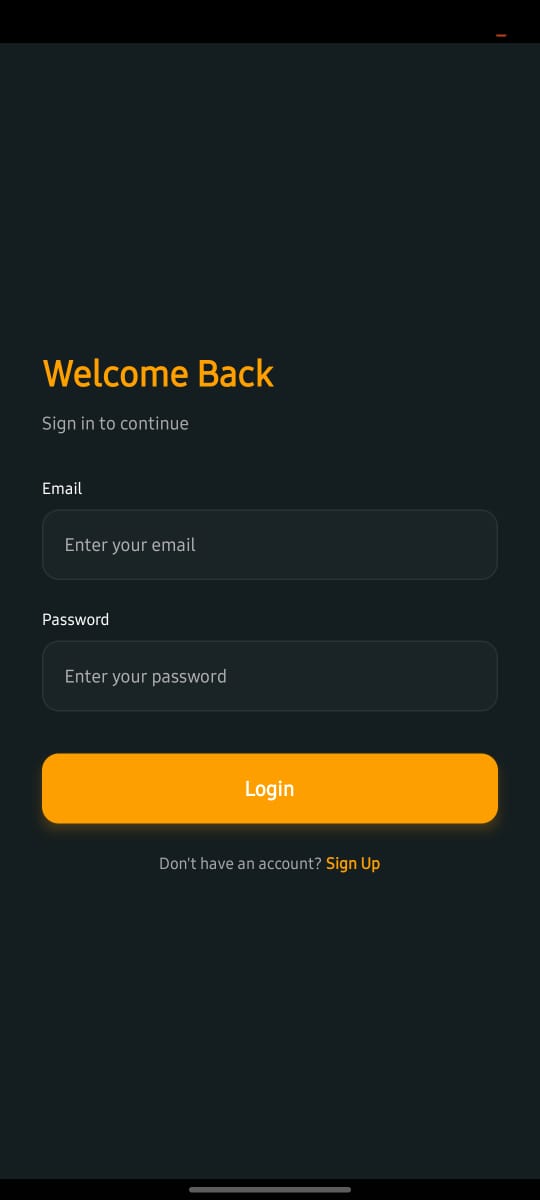 Welcome Back
Sign in to continue
Email
Enter your email
Password
Enter your password
Login
Don't have an account? Sign Up